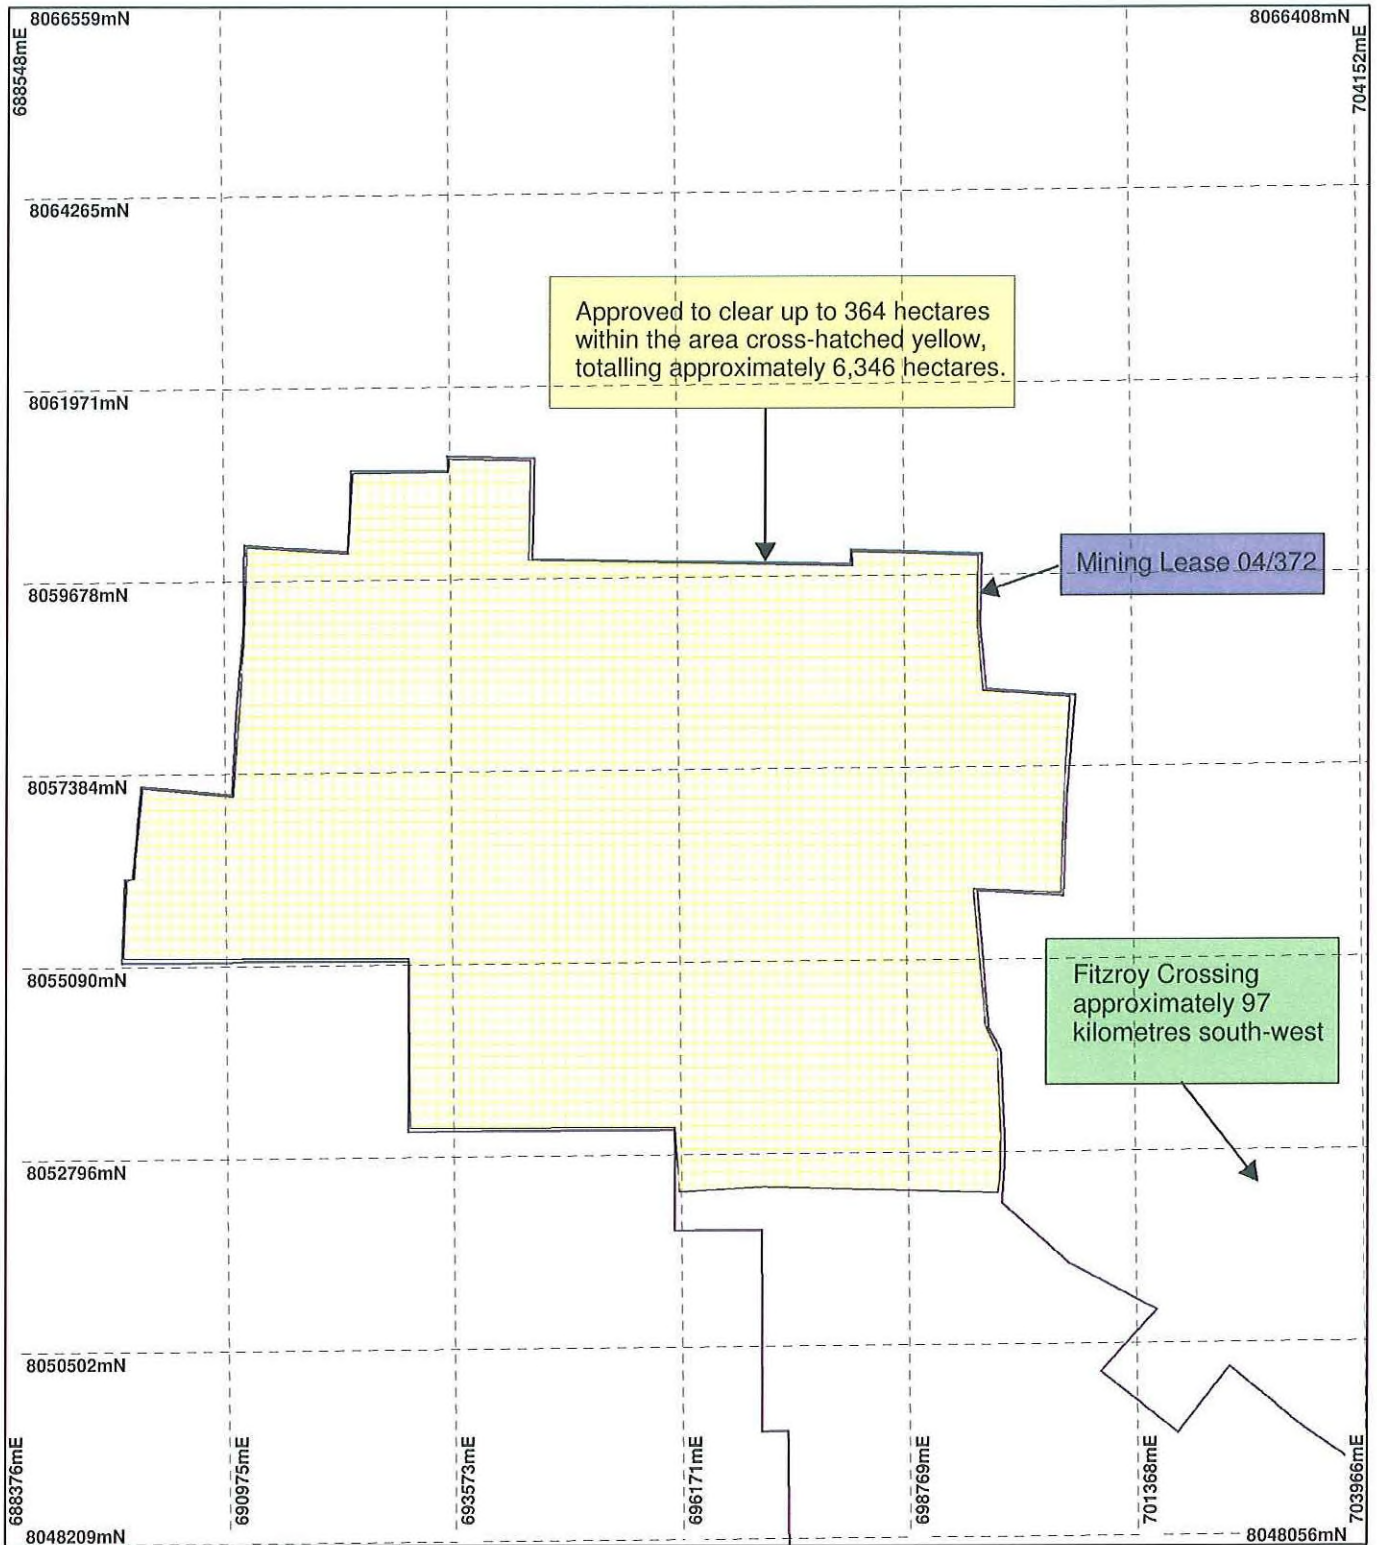 8066559mN
8066408mN
688548mE
704152mE
8064265mN
Approved to clear up to 364 hectares
within the area cross-hatched yellow,
totalling approximately 6,346 hectares.
8061971mN
Mining Lease 04/372
8059678mN
8057384mN
8055090mN
Fitzroy Crossing
approximately 97
kilometres south-west
8052796mN
8050502mN
688376mE
690975mE
693573mE
696171mE
698769mE
701368mE
703966mE
8048209mN
8048056mN